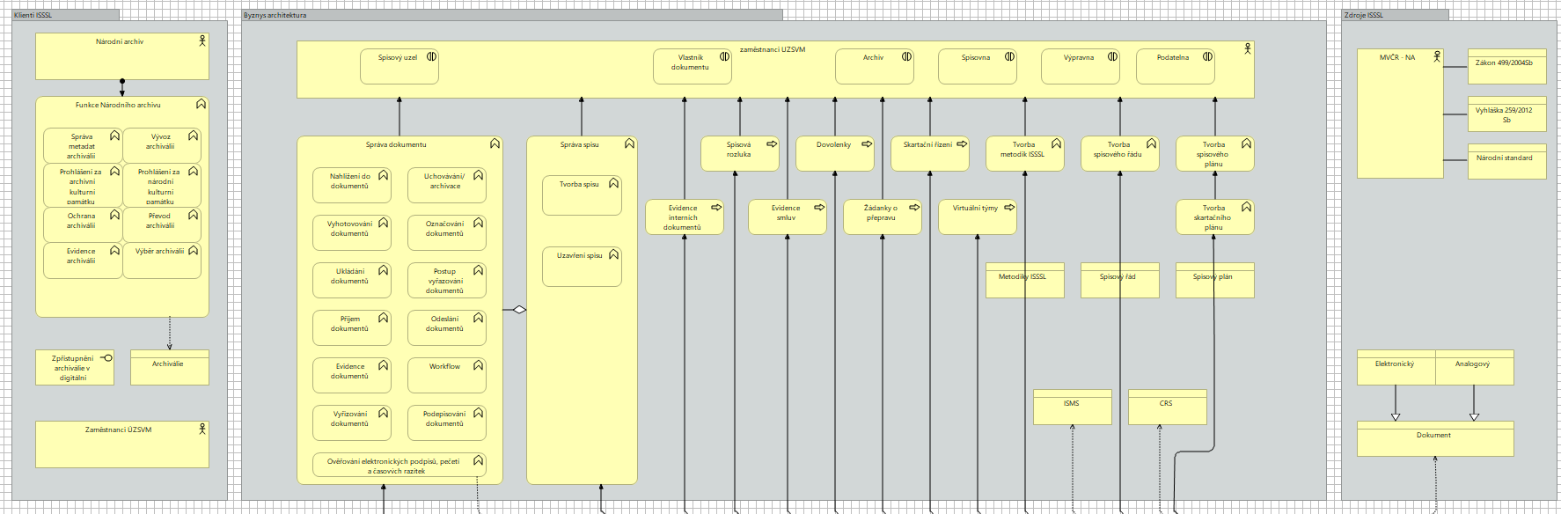 Klienti ISSSL
Národní archiv
Funkce Národního archivu
Správa
metadat
archiválií
Vývoz
archiválií
Prohlášení za
archivní
kulturní
památku
Prohlášení za
národní
kulturní
památku
Ochrana
archiválií
Převod
archiválií
Evidence
archiválií
Výběr archiválií
Zpřístupnění
archiválie v
digitální
Archiválie
Zaměstnanci ÚZSVM
Byznys architektura
zaměstnanci UZSVM
Spisový uzel
Vlastník
dokumentu
Archiv
Spisovna
Výpravna
Podatelna
Správa dokumentu
Nahlížení do
dokumentů
Uchovávání/
archivace
Vyhotovování
dokumentů
Označování
dokumentů
Ukládání
dokumentů
Postup
vyřazování
dokumentů
Příjem
dokumentů
Odeslání
dokumentů
Evidence
dokumentů
Workflow
Vyřizování
dokumentů
Podepisování
dokumentů
Ověřování elektronických podpisů, pečetí
a časových razítek
Správa spisu
Tvorba spisu
Uzavření spisu
Spisová
rozluka
Dovolenky
Skartační řízení
Tvorba
metodik ISSSL
Tvorba
spisového řádu
Tvorba
spisového
plánu
Evidence
interních
dokumentů
Evidence
smluv
Žádanky o
přepravu
Virtuální týmy
Tvorba
skartačního
plánu
Metodiky ISSSL
Spisový řád
Spisový plán
ISMS
CRS
Zdroje ISSSL
MVČR - NA
Zákon 499/2004Sb
Vyhláška 259/2012
Sb
Národní standard
Elektronický
Analogový
Dokument